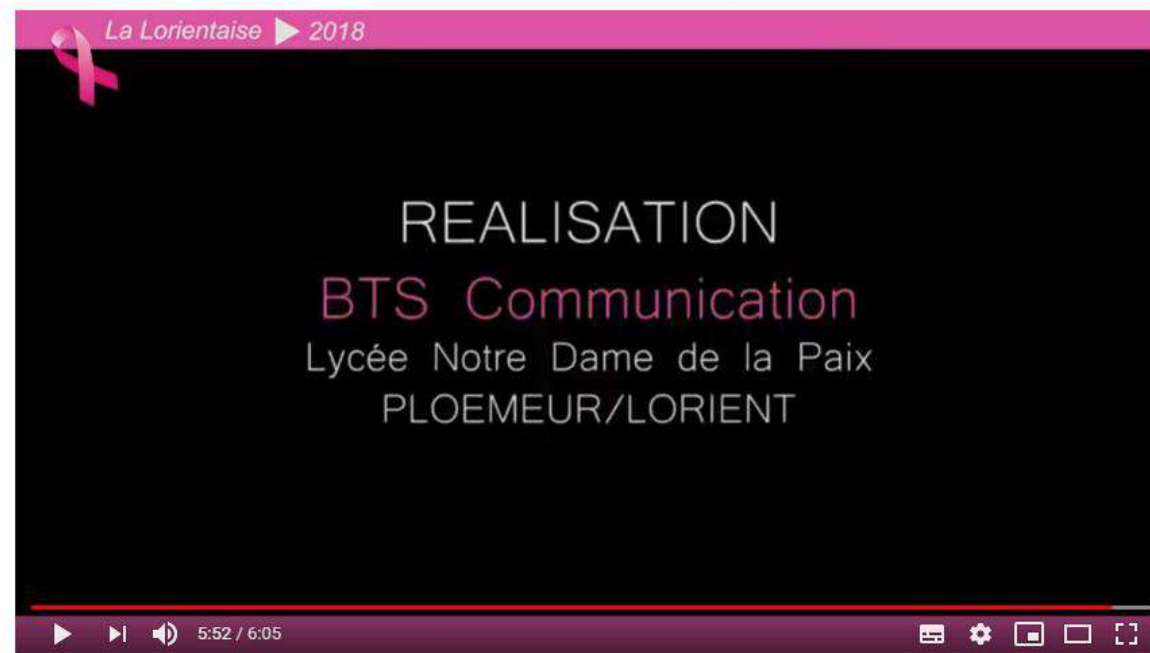 La Lorientaise ▶ 2018
REALISATION
BTS Communication
Lycée Notre Dame de la Paix
PLOEMEUR/LORIENT
5:52 / 6:05